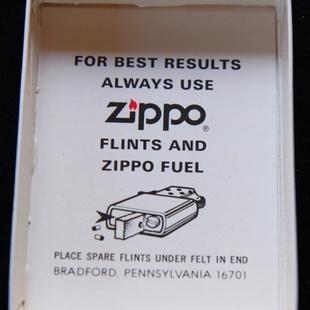 FOR BEST RESULTS
ALWAYS USE
Zippo®
FLINTS AND
ZIPPO FUEL
PLACE SPARE FLINTS UNDER FELT IN END
BRADFORD, PENNSYLVANIA 16701